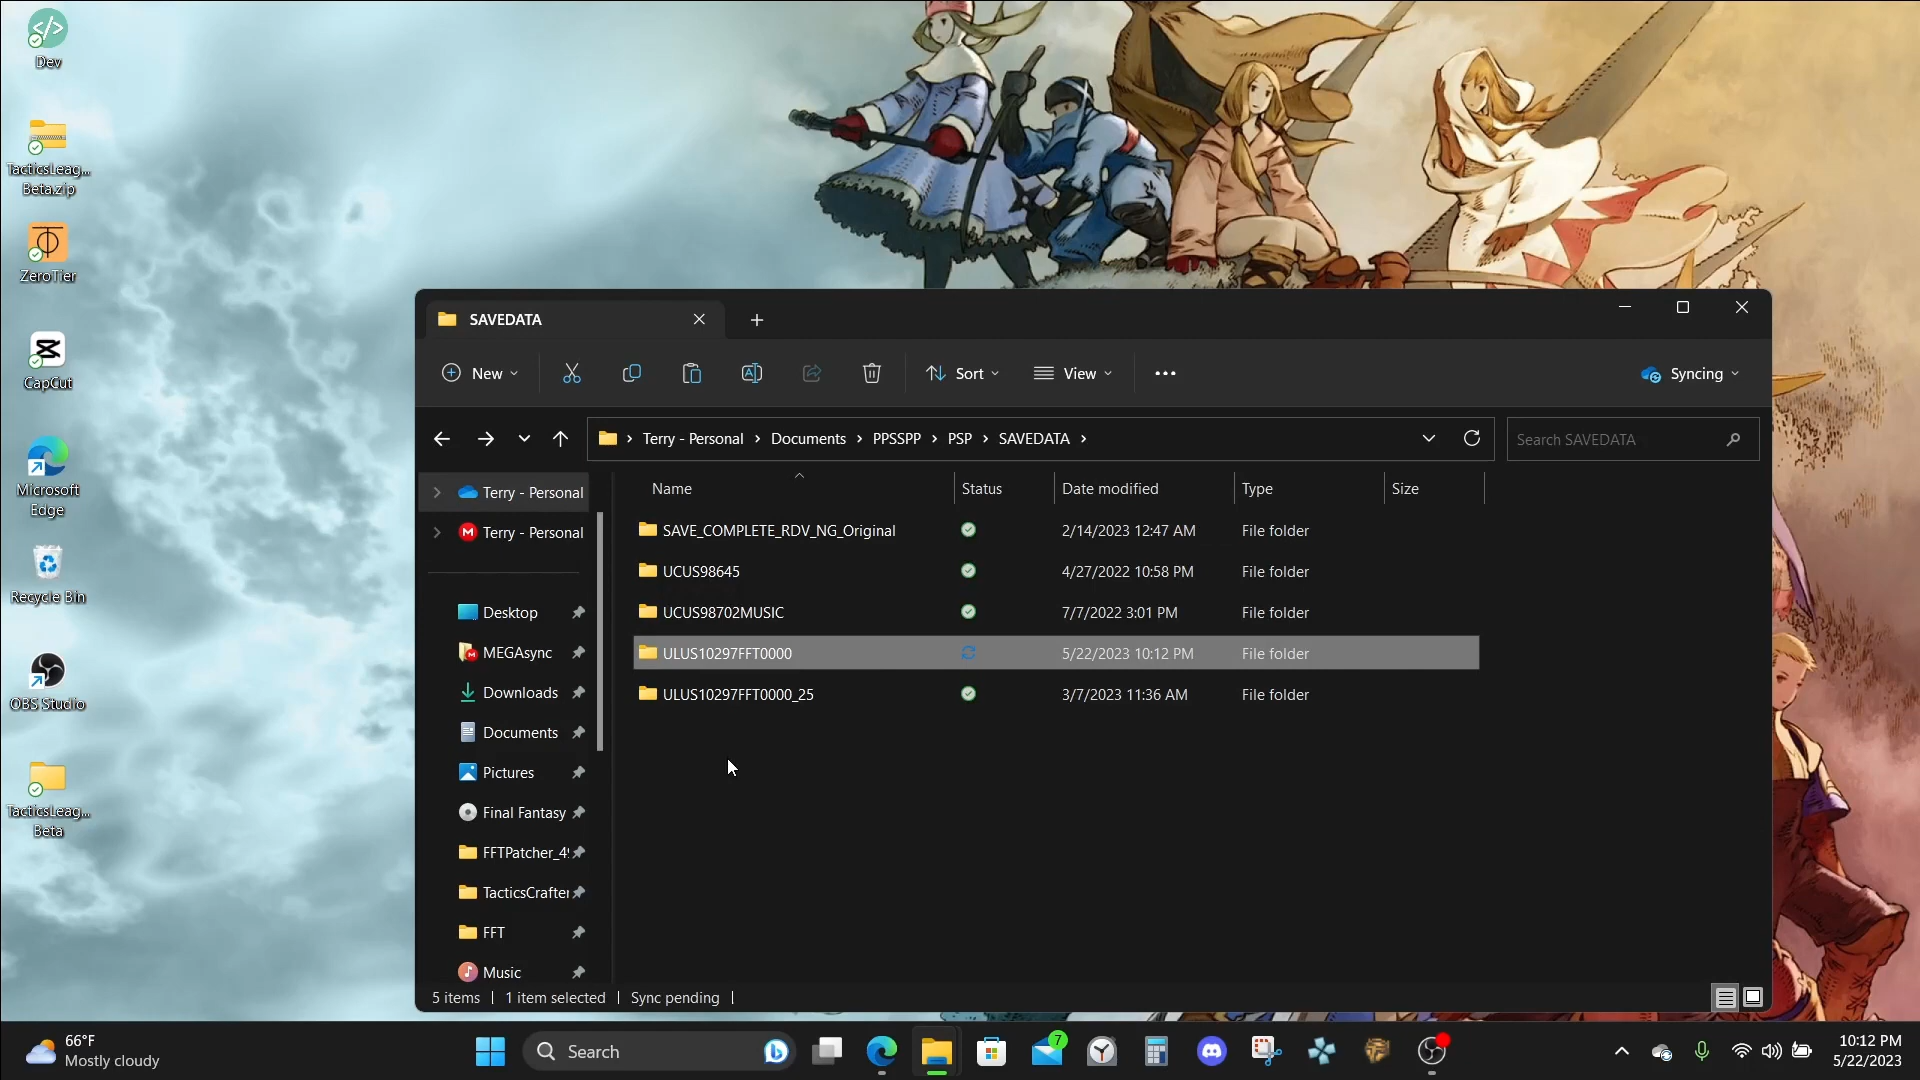 Dev
TacticsLeag...
Beta.zip
ZeroTier
CapCut
Microsoft
Edge
Recycle Bin
OBS Studio
TacticsLeag...
Beta
SAVEDATA
New
Sort
View
Syncing
Terry - Personal
Documents
PPSSPP
PSP
SAVEDATA
Search SAVEDATA
Terry - Personal
Terry - Personal
Desktop
MEGAsync
Downloads
Documents
Pictures
Final Fantasy
FFTPatcher_49
TacticsCrafter
FFT
Music
Name Status Date modified Type Size
SAVE_COMPLETE_RDV_NG_Original 2/14/2023 12:47 AM File folder
UCUS98645 4/27/2022 10:58 PM File folder
UCUS98702MUSIC 7/7/2022 3:01 PM File folder
ULUS10297FFT0000 5/22/2023 10:12 PM File folder
ULUS10297FFT0000_25 3/7/2023 11:36 AM File folder
5 items 1 item selected Sync pending
66°F
Mostly cloudy
Search
7
10:12 PM
5/22/2023